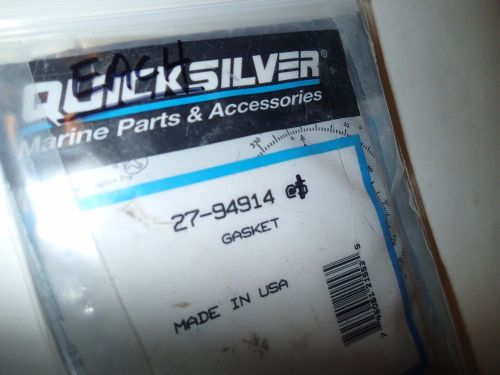 EACH
QUICKSILVER®
Marine Parts & Accessories
27-94914
GASKET
MADE IN USA